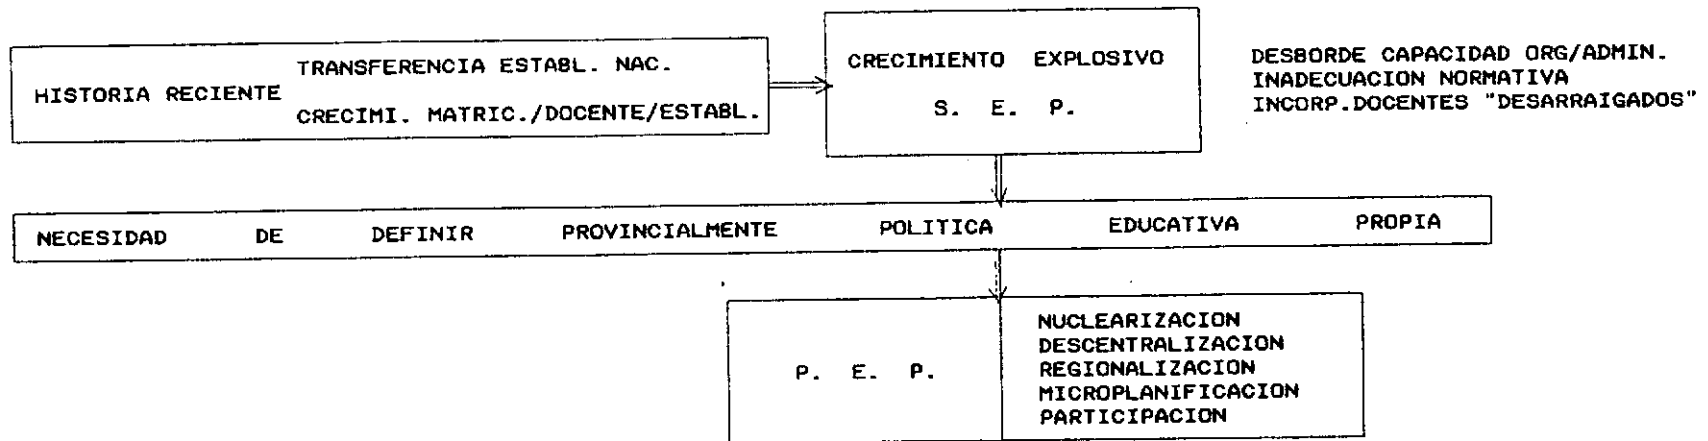 HISTORIA RECIENTE
TRANSFERENCIA ESTABL. NAC.
CRECIMI. MATRIC./DOCENTE/ESTABL.
CRECIMIENTO EXPLOSIVO
S. E. P.
DESBORDE CAPACIDAD ORG/ADMIN.
INADECUACION NORMATIVA
INCORP.DOCENTES "DESARRAIGADOS"
NECESIDAD DE DEFINIR PROVINCIALMENTE POLITICA EDUCATIVA PROPIA
P. E. P.
NUCLEARIZACION
DESCENTRALIZACION
REGIONALIZACION
MICROPLANIFICACION
PARTICIPACION